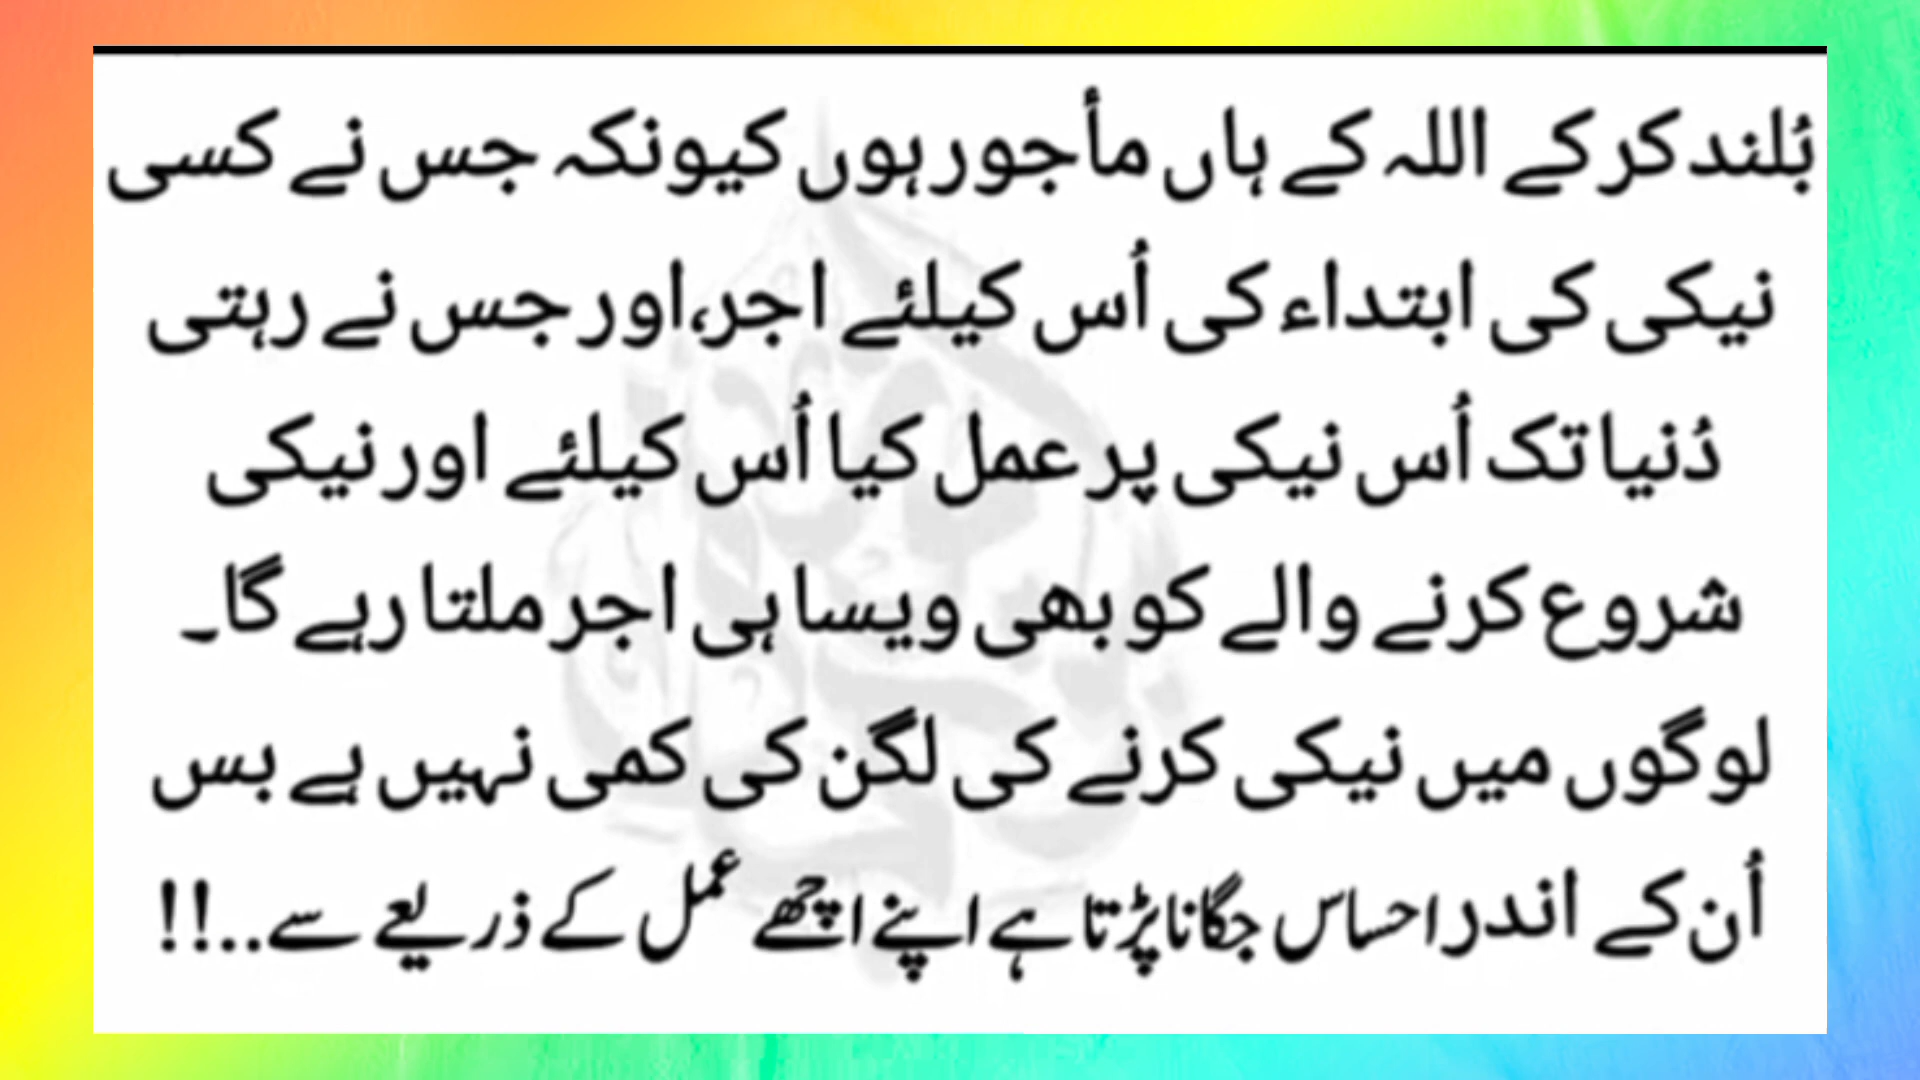 بُلند کر کے اللہ کے ہاں مأجور ہوں کیونکہ جس نے کسی
نیکی کی ابتداء کی اُس کیلئے اجر،اور جس نے رہتی
دُنیا تک اُس نیکی پر عمل کیا اُس کیلئے اور نیکی
شروع کرنے والے کو بھی ویسا ہی اجر ملتا رہے گا۔
لوگوں میں نیکی کرنے کی لگن کی کمی نہیں ہے بس
اُن کے اندر احساس جگانا پڑتا ہے اپنے اچھے عمل کے ذریعے سے..!!